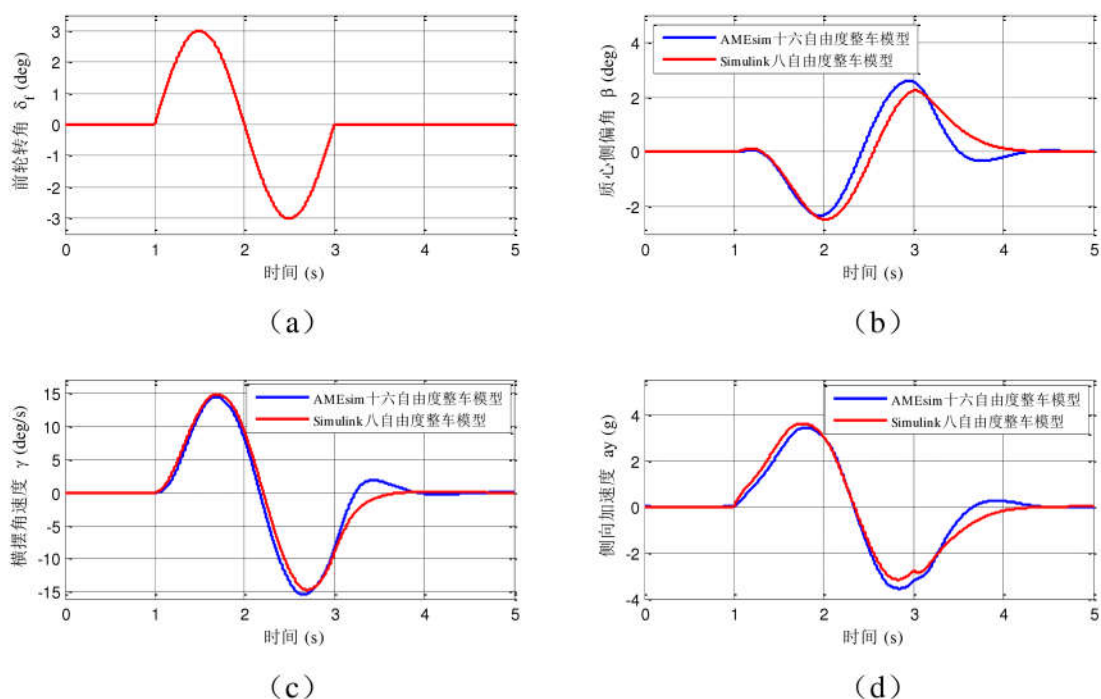 前轮转角 δf (deg)
3
2
1
0
-1
-2
-3
0 1 2 3 4 5
时间 (s)
(a)
质心侧偏角 β (deg)
AMEsim十六自由度整车模型
Simulink八自由度整车模型
4
2
0
-2
0 1 2 3 4 5
时间 (s)
(b)
横摆角速度 γ (deg/s)
AMEsim十六自由度整车模型
Simulink八自由度整车模型
15
10
5
0
-5
-10
-15
0 1 2 3 4 5
时间 (s)
(c)
侧向加速度 ay (g)
AMEsim十六自由度整车模型
Simulink八自由度整车模型
4
2
0
-2
-4
0 1 2 3 4 5
时间 (s)
(d)